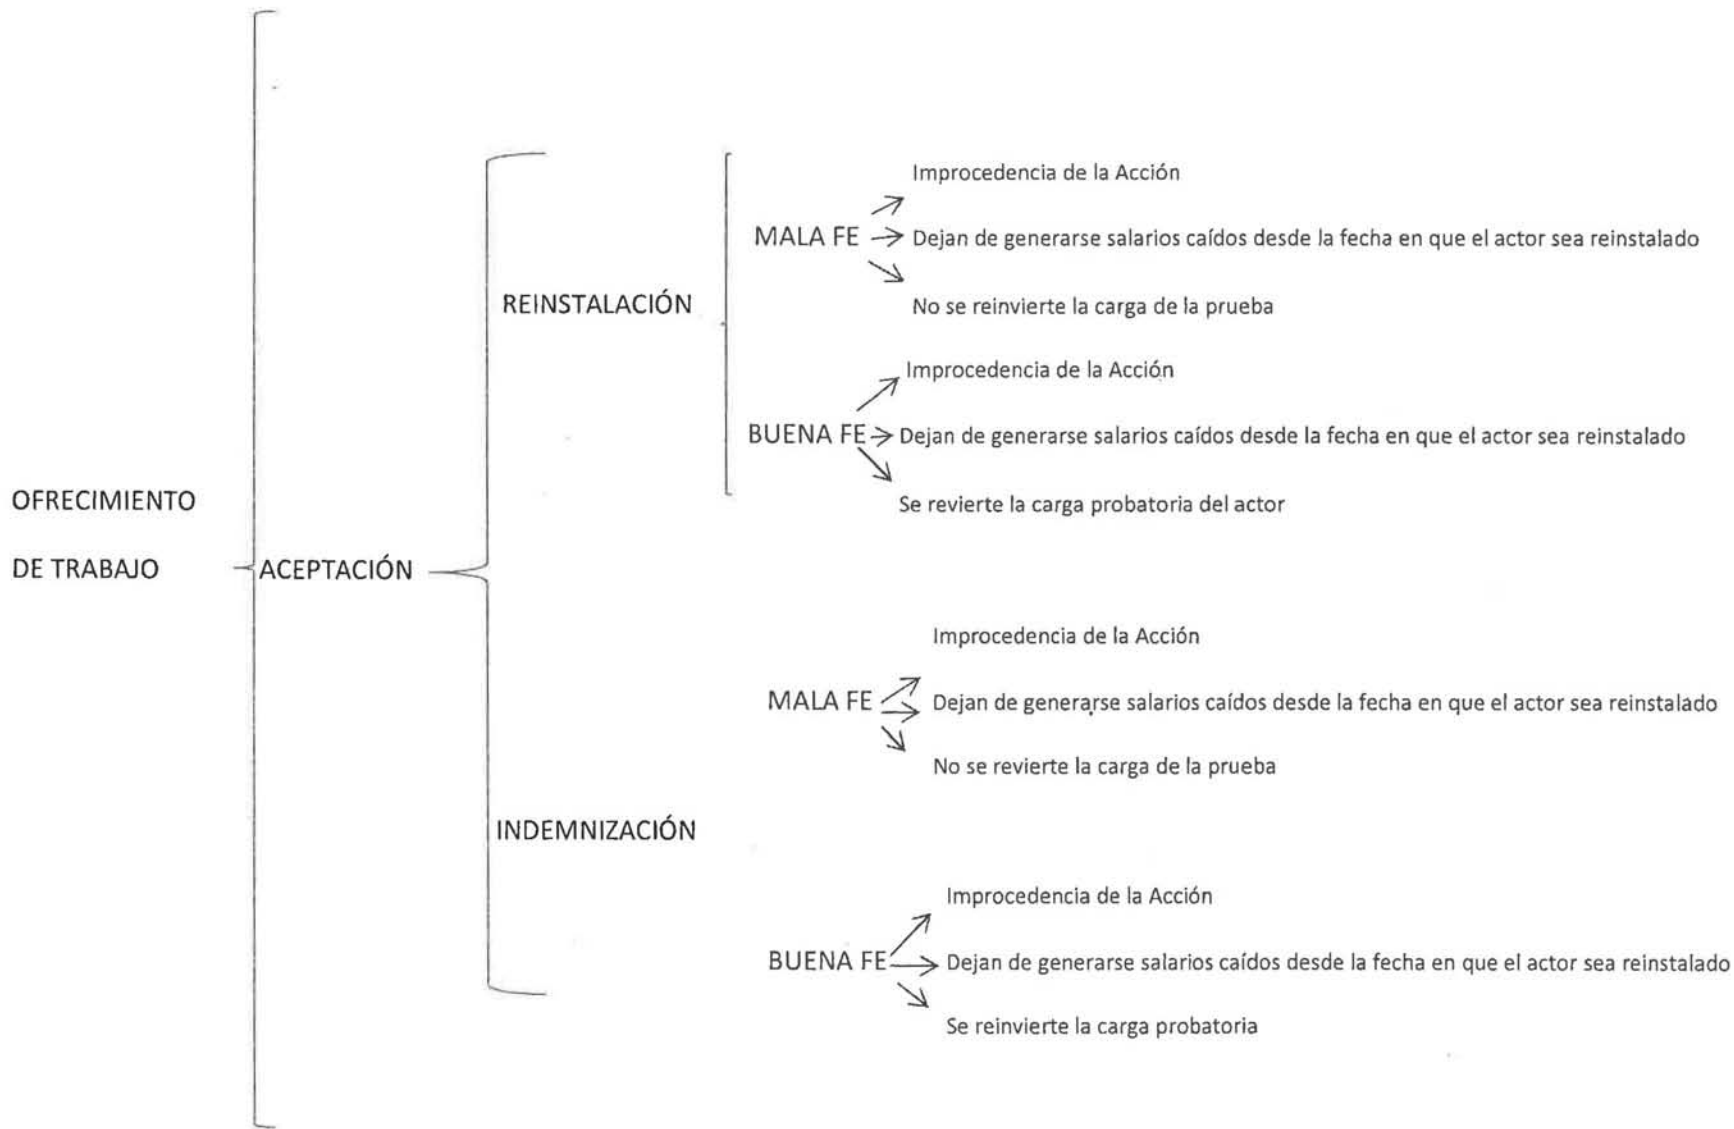 OFRECIMIENTO
DE TRABAJO
ACEPTACIÓN
REINSTALACIÓN
MALA FE
Improcedencia de la Acción
Dejan de generarse salarios caídos desde la fecha en que el actor sea reinstalado
No se reinvierte la carga de la prueba
BUENA FE
Improcedencia de la Acción
Dejan de generarse salarios caídos desde la fecha en que el actor sea reinstalado
Se revierte la carga probatoria del actor
INDEMNIZACIÓN
MALA FE
Improcedencia de la Acción
Dejan de generarse salarios caídos desde la fecha en que el actor sea reinstalado
No se revierte la carga de la prueba
BUENA FE
Improcedencia de la Acción
Dejan de generarse salarios caídos desde la fecha en que el actor sea reinstalado
Se reinvierte la carga probatoria